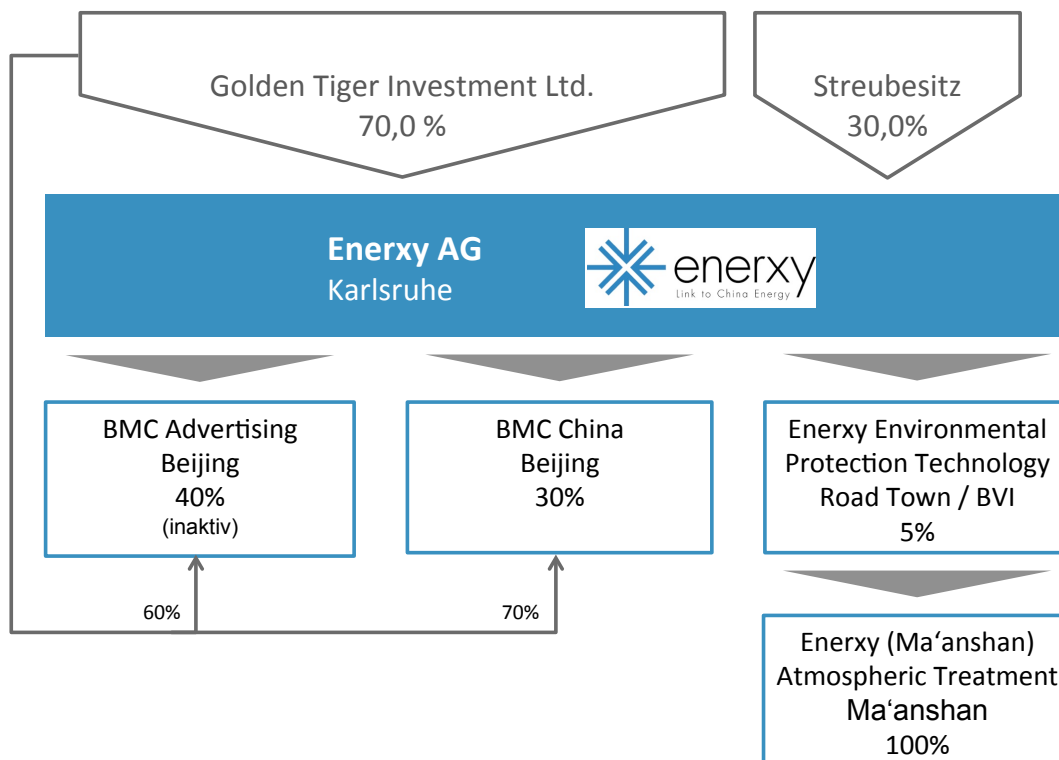 Golden Tiger Investment Ltd.
70,0 %
Streubesitz
30,0%
Enerxy AG
Karlsruhe
enerxy
Link to China Energy
BMC Advertising
Beijing
40%
(inaktiv)
BMC China
Beijing
30%
Enerxy Environmental
Protection Technology
Road Town / BVI
5%
60%
70%
Enerxy (Ma‘anshan)
Atmospheric Treatment
Ma‘anshan
100%